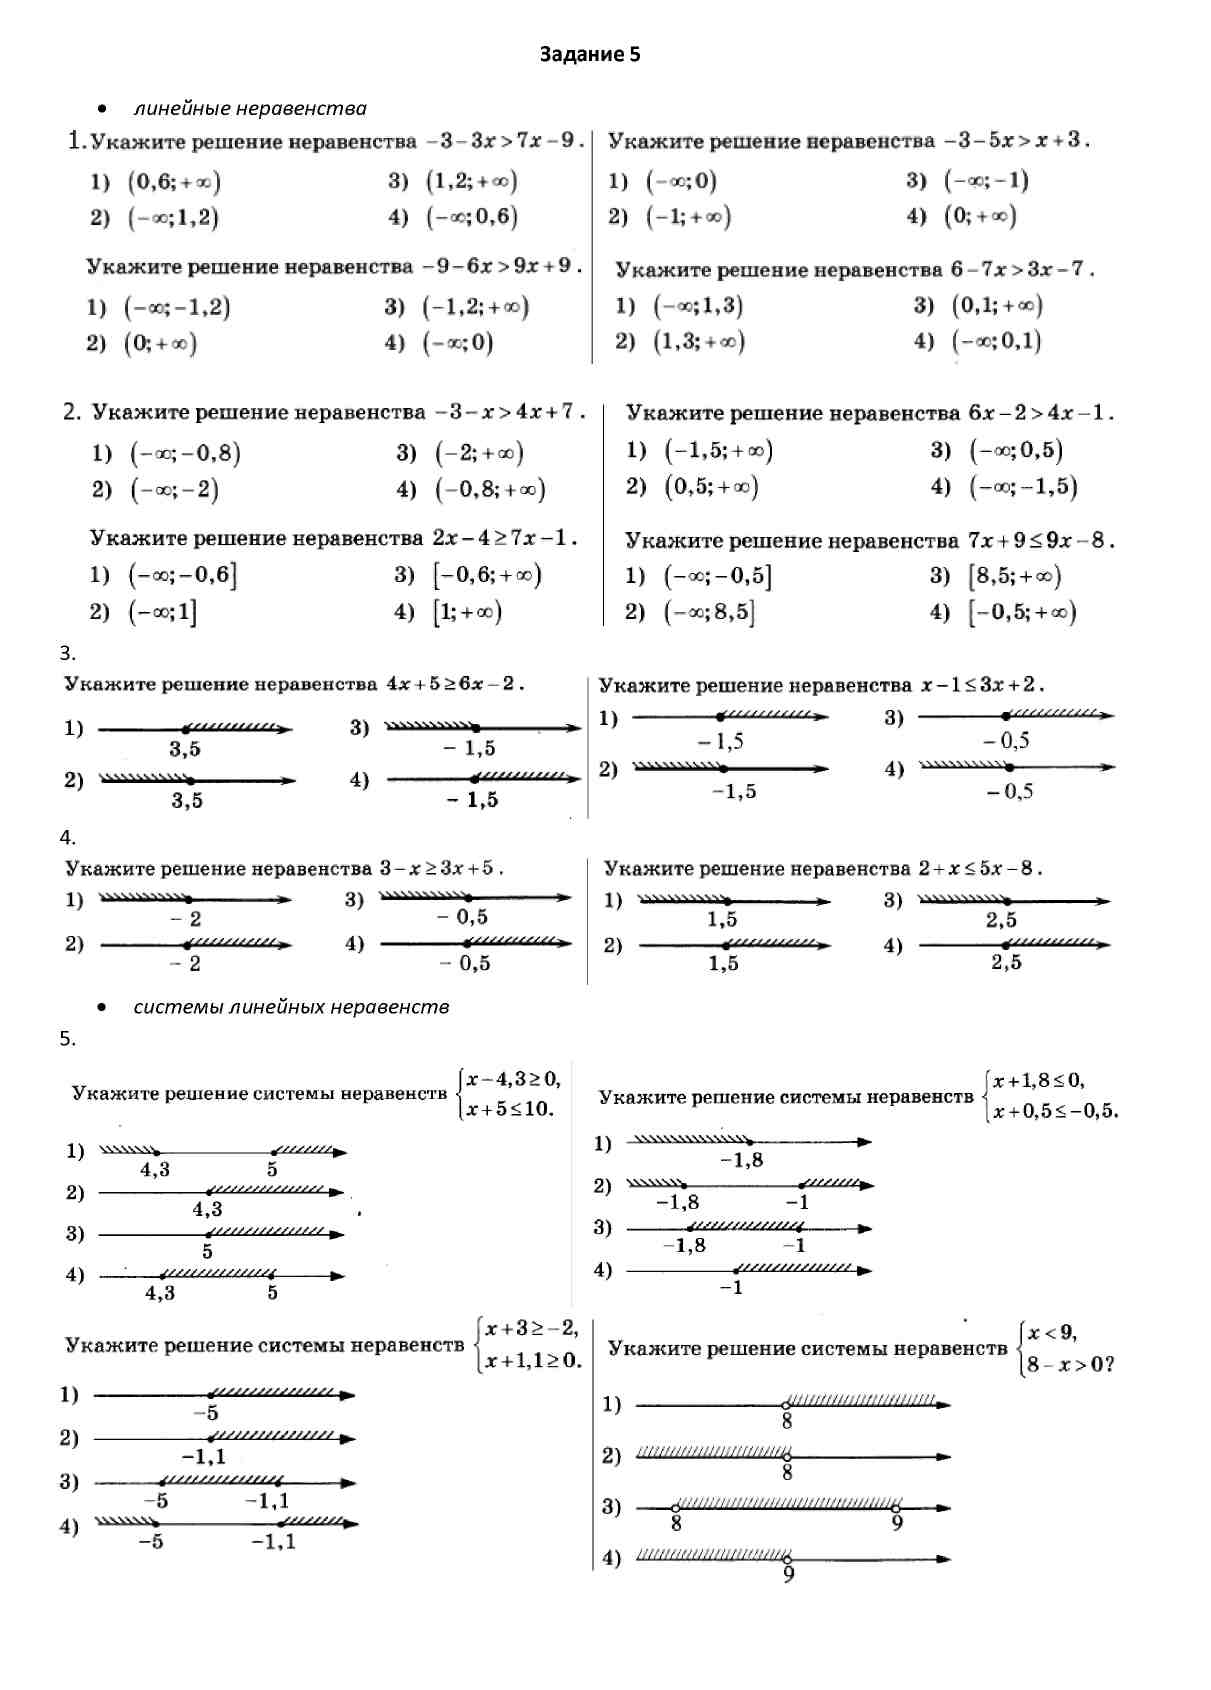 Задание 5
• линейные неравенства
1. Укажите решение неравенства −3−3x>7x−9.
1) (0,6;+∞) 3) (1,2;+∞)
2) (−∞;1,2) 4) (−∞;0,6)
Укажите решение неравенства −3−5x>x+3.
1) (−∞;0) 3) (−∞;−1)
2) (−1;+∞) 4) (0;+∞)
Укажите решение неравенства −9−6x>9x+9.
1) (−∞;−1,2) 3) (−1,2;+∞)
2) (0;+∞) 4) (−∞;0)
Укажите решение неравенства 6−7x>3x−7.
1) (−∞;1,3) 3) (0,1;+∞)
2) (1,3;+∞) 4) (−∞;0,1)
2. Укажите решение неравенства −3−x>4x+7.
1) (−∞;−0,8) 3) (−2;+∞)
2) (−∞;−2) 4) (−0,8;+∞)
Укажите решение неравенства 6x−2>4x−1.
1) (−1,5;+∞) 3) (−∞;0,5)
2) (0,5;+∞) 4) (−∞;−1,5)
Укажите решение неравенства 2x−4≥7x−1.
1) (−∞;−0,6] 3) [−0,6;+∞)
2) (−∞;1] 4) [1;+∞)
Укажите решение неравенства 7x+9≤9x−8.
1) (−∞;−0,5] 3) [8,5;+∞)
2) (−∞;8,5] 4) [−0,5;+∞)
3.
Укажите решение неравенства 4x+5≥6x−2.
1) 3)
3,5 −1,5
2) 4)
3,5 −1,5
Укажите решение неравенства x−1≤3x+2.
1) 3)
−1,5 −0,5
2) 4)
−1,5 −0,5
4.
Укажите решение неравенства 3−x≥3x+5.
1) 3)
−2 −0,5
2) 4)
−2 −0,5
Укажите решение неравенства 2+x≤5x−8.
1) 3)
1,5 2,5
2) 4)
1,5 2,5
• системы линейных неравенств
5.
Укажите решение системы неравенств {x−4,3≥0,
x+5≤10.
1)
4,3 5
2)
4,3
3)
5
4)
4,3 5
Укажите решение системы неравенств {x+1,8≤0,
x+0,5≤−0,5.
1)
−1,8
2)
−1,8 −1
3)
−1,8 −1
4)
−1
Укажите решение системы неравенств {x+3≥−2,
x+1,1≥0.
1)
−5
2)
−1,1
3)
−5 −1,1
4)
−5 −1,1
Укажите решение системы неравенств {x<9,
8−x>0?
1)
8
2)
8
3)
8 9
4)
9